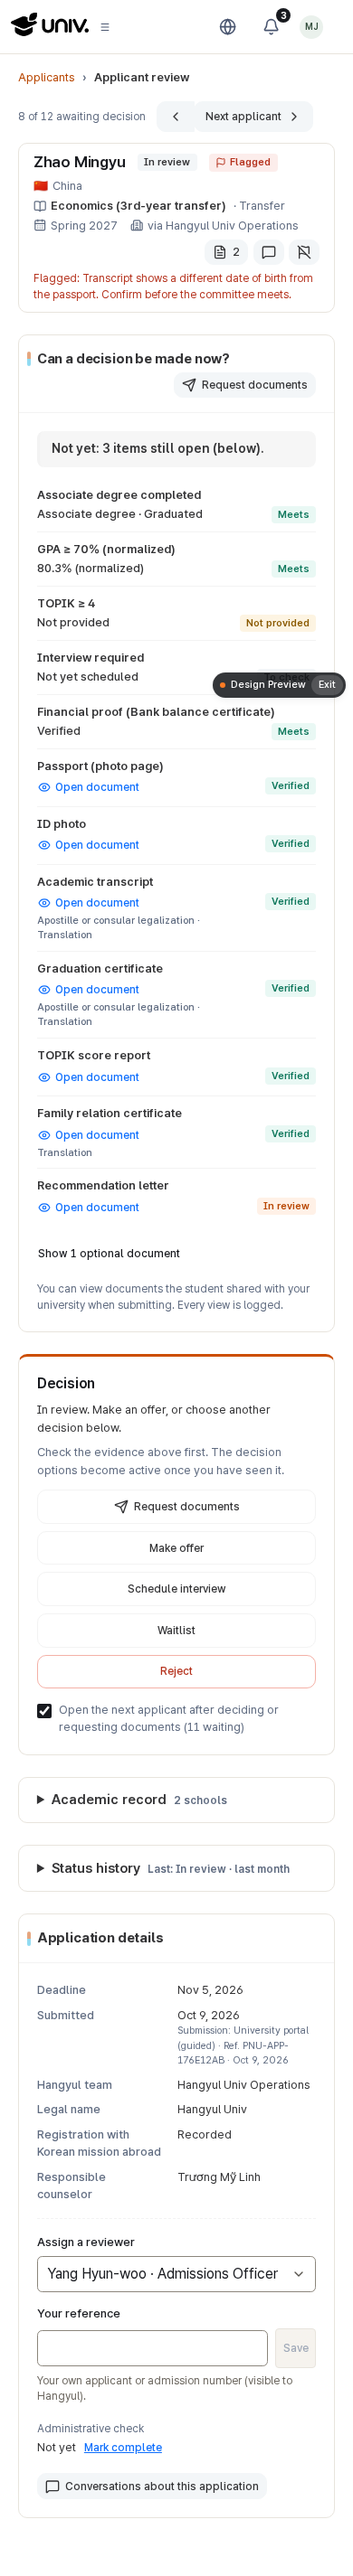 univ.
3
MJ
Applicants › Applicant review
8 of 12 awaiting decision
Next applicant
Zhao Mingyu In review Flagged
China
Economics (3rd-year transfer) · Transfer
Spring 2027 via Hangyul Univ Operations
2
Flagged: Transcript shows a different date of birth from
the passport. Confirm before the committee meets.
Can a decision be made now?
Request documents
Not yet: 3 items still open (below).
Associate degree completed
Associate degree · Graduated Meets
GPA ≥ 70% (normalized)
80.3% (normalized) Meets
TOPIK ≥ 4
Not provided Not provided
Interview required
Not yet scheduled
Design Preview Exit
Financial proof (Bank balance certificate)
Verified Meets
Passport (photo page)
Open document Verified
ID photo
Open document Verified
Academic transcript
Open document Verified
Apostille or consular legalization ·
Translation
Graduation certificate
Open document Verified
Apostille or consular legalization ·
Translation
TOPIK score report
Open document Verified
Family relation certificate
Open document Verified
Translation
Recommendation letter
Open document In review
Show 1 optional document
You can view documents the student shared with your
university when submitting. Every view is logged.
Decision
In review. Make an offer, or choose another
decision below.
Check the evidence above first. The decision
options become active once you have seen it.
Request documents
Make offer
Schedule interview
Waitlist
Reject
Open the next applicant after deciding or
requesting documents (11 waiting)
Academic record 2 schools
Status history Last: In review · last month
Application details
Deadline Nov 5, 2026
Submitted Oct 9, 2026
Submission: University portal
(guided) · Ref. PNU-APP-
176E12AB · Oct 9, 2026
Hangyul team Hangyul Univ Operations
Legal name Hangyul Univ
Registration with Recorded
Korean mission abroad
Responsible Trương Mỹ Linh
counselor
Assign a reviewer
Yang Hyun-woo · Admissions Officer
Your reference
Save
Your own applicant or admission number (visible to
Hangyul).
Administrative check
Not yet Mark complete
Conversations about this application